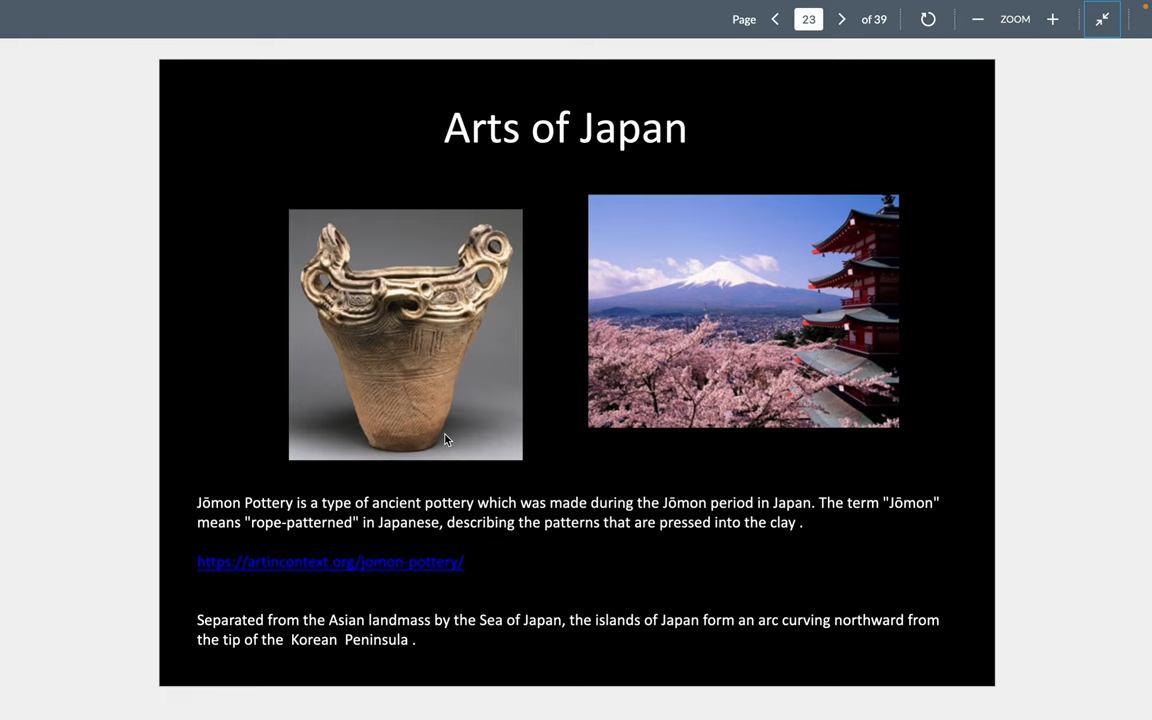 Page 23 of 39 ZOOM
Arts of Japan
Jōmon Pottery is a type of ancient pottery which was made during the Jōmon period in Japan. The term "Jōmon"
means "rope-patterned" in Japanese, describing the patterns that are pressed into the clay .
https://artincontext.org/jomon-pottery/
Separated from the Asian landmass by the Sea of Japan, the islands of Japan form an arc curving northward from
the tip of the  Korean  Peninsula .